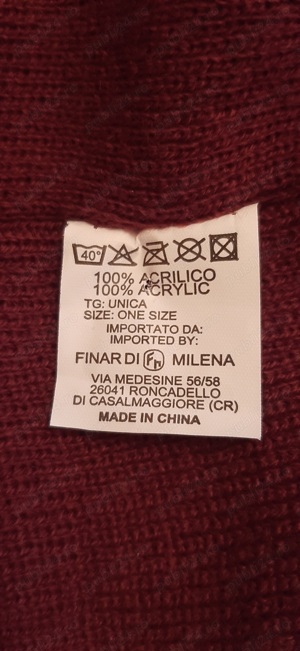 40°
100% ACRILICO
100% ACRYLIC
TG: UNICA
SIZE: ONE SIZE
IMPORTATO DA:
IMPORTED BY:
FINAR DI FM MILENA
VIA MEDESINE 56/58
26041 RONCADELLO
DI CASALMAGGIORE (CR)
MADE IN CHINA